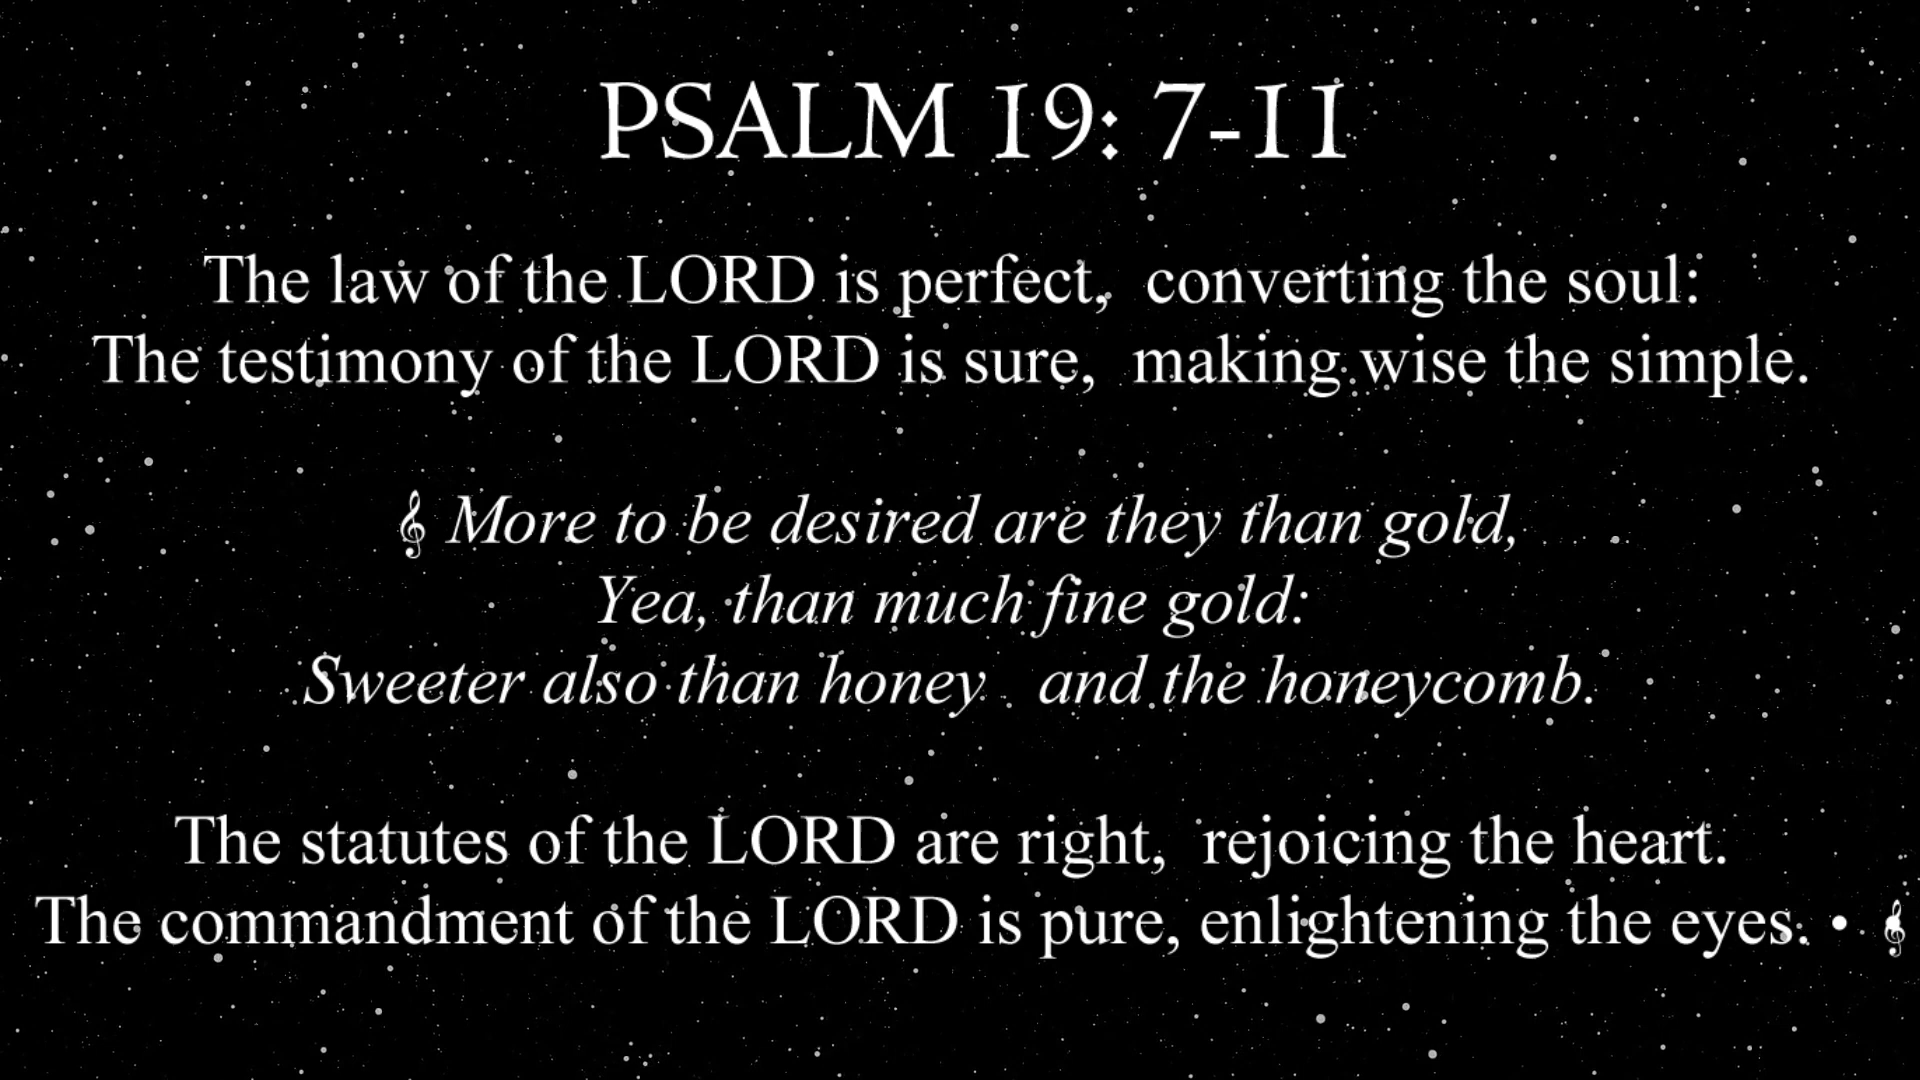 PSALM 19: 7-11
The law of the LORD is perfect, converting the soul:
The testimony of the LORD is sure, making wise the simple.
𝄞 More to be desired are they than gold,
Yea, than much fine gold:
Sweeter also than honey and the honeycomb.
The statutes of the LORD are right, rejoicing the heart.
The commandment of the LORD is pure, enlightening the eyes. • 𝄞